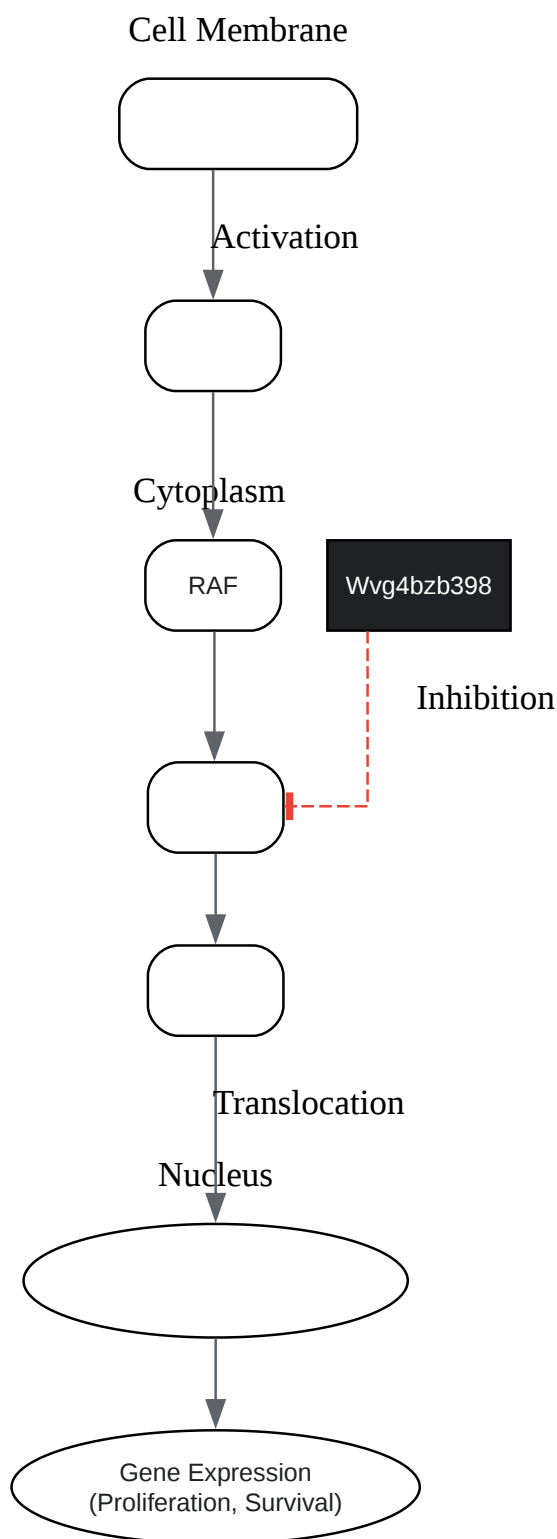 Cell Membrane
Activation
Cytoplasm
RAF
Wvg4bzb398
Inhibition
Translocation
Nucleus
Gene Expression
(Proliferation, Survival)